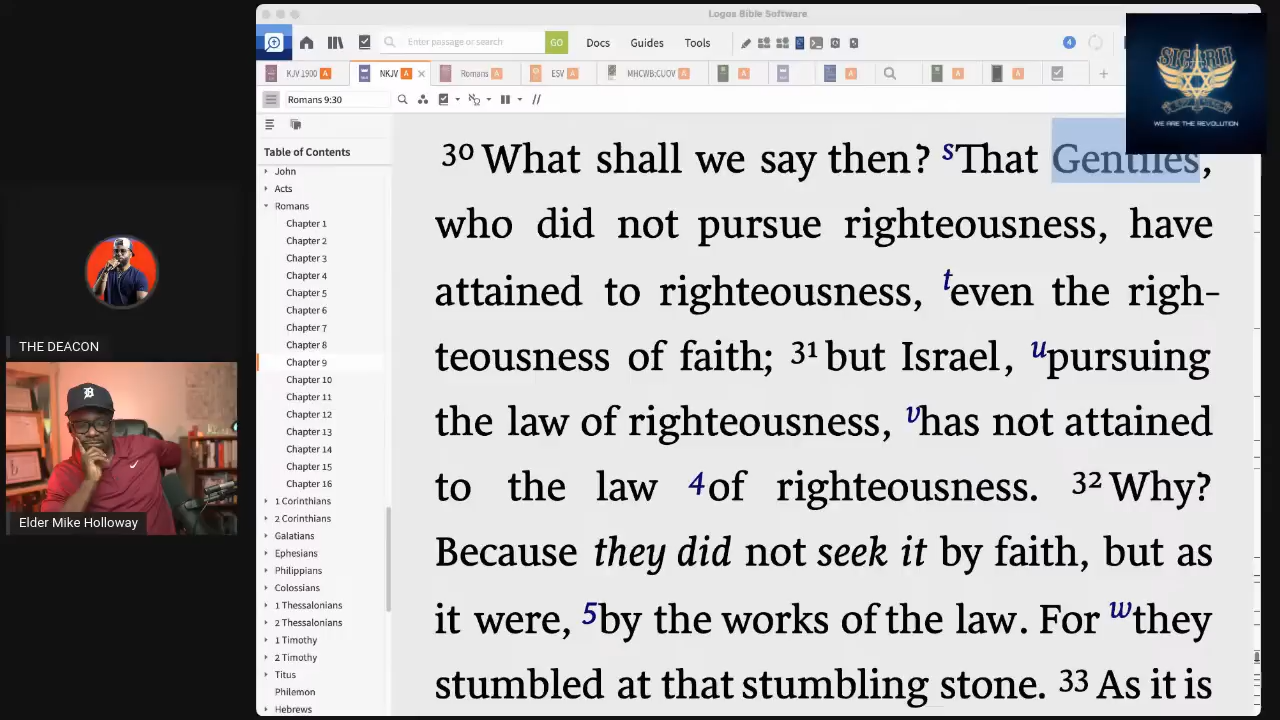 Logos Bible Software
Enter passage or search
GO
Docs
Guides
Tools
4
KJV 1900 A
NKJV A
Romans A
ESV A
MHCWB:CUOV A
A
A
A
A
Romans 9:30
Table of Contents
John
Acts
Romans
Chapter 1
Chapter 2
Chapter 3
Chapter 4
Chapter 5
Chapter 6
Chapter 7
Chapter 8
Chapter 9
Chapter 10
Chapter 11
Chapter 12
Chapter 13
Chapter 14
Chapter 15
Chapter 16
1 Corinthians
2 Corinthians
Galatians
Ephesians
Philippians
Colossians
1 Thessalonians
2 Thessalonians
1 Timothy
2 Timothy
Titus
Philemon
Hebrews
30 What shall we say then? sThat Gentiles,
who did not pursue righteousness, have
attained to righteousness, teven the righ-
teousness of faith; 31 but Israel, upursuing
the law of righteousness, vhas not attained
to the law 4of righteousness. 32 Why?
Because they did not seek it by faith, but as
it were, 5by the works of the law. For wthey
stumbled at that stumbling stone. 33 As it is
SICARII
WE ARE THE REVOLUTION
THE DEACON
Elder Mike Holloway